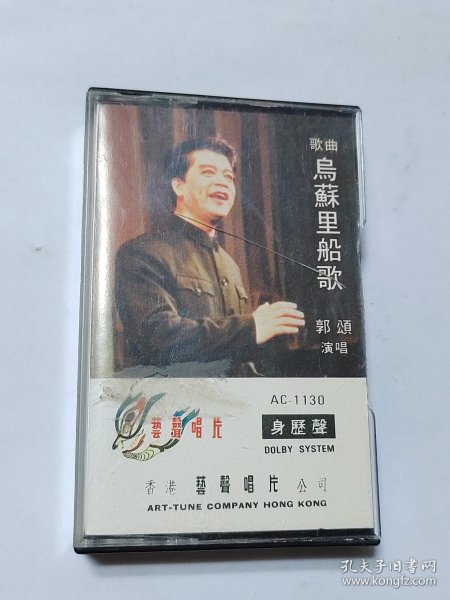 歌曲
烏蘇里船歌
郭頌
演唱
AC-1130
藝聲唱片
身歷聲
DOLBY SYSTEM
香港藝聲唱片公司
ART-TUNE COMPANY HONG KONG
孔夫子旧书网
www.kongfz.com